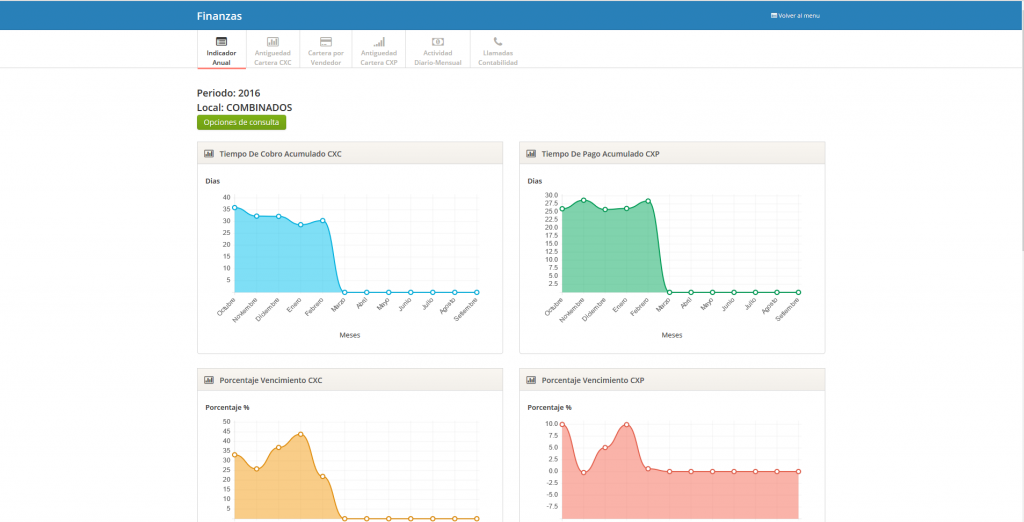 Finanzas
Volver al menu
Indicador
Anual
Antiguedad
Cartera CXC
Cartera por
Vendedor
Antiguedad
Cartera CXP
Actividad
Diario-Mensual
Llamadas
Contabilidad
Periodo: 2016
Local: COMBINADOS
Opciones de consulta
Tiempo De Cobro Acumulado CXC
Dias
40
35
30
25
20
15
10
5
Octubre
Noviembre
Diciembre
Enero
Febrero
Marzo
Abril
Mayo
Junio
Julio
Agosto
Setiembre
Meses
Tiempo De Pago Acumulado CXP
Dias
30.0
27.5
25.0
22.5
20.0
17.5
15.0
12.5
10.0
7.5
5.0
2.5
Octubre
Noviembre
Diciembre
Enero
Febrero
Marzo
Abril
Mayo
Junio
Julio
Agosto
Setiembre
Meses
Porcentaje Vencimiento CXC
Porcentaje %
50
45
40
35
30
25
20
15
10
5
Porcentaje Vencimiento CXP
Porcentaje %
10.0
7.5
5.0
2.5
0.0
-2.5
-5.0
-7.5